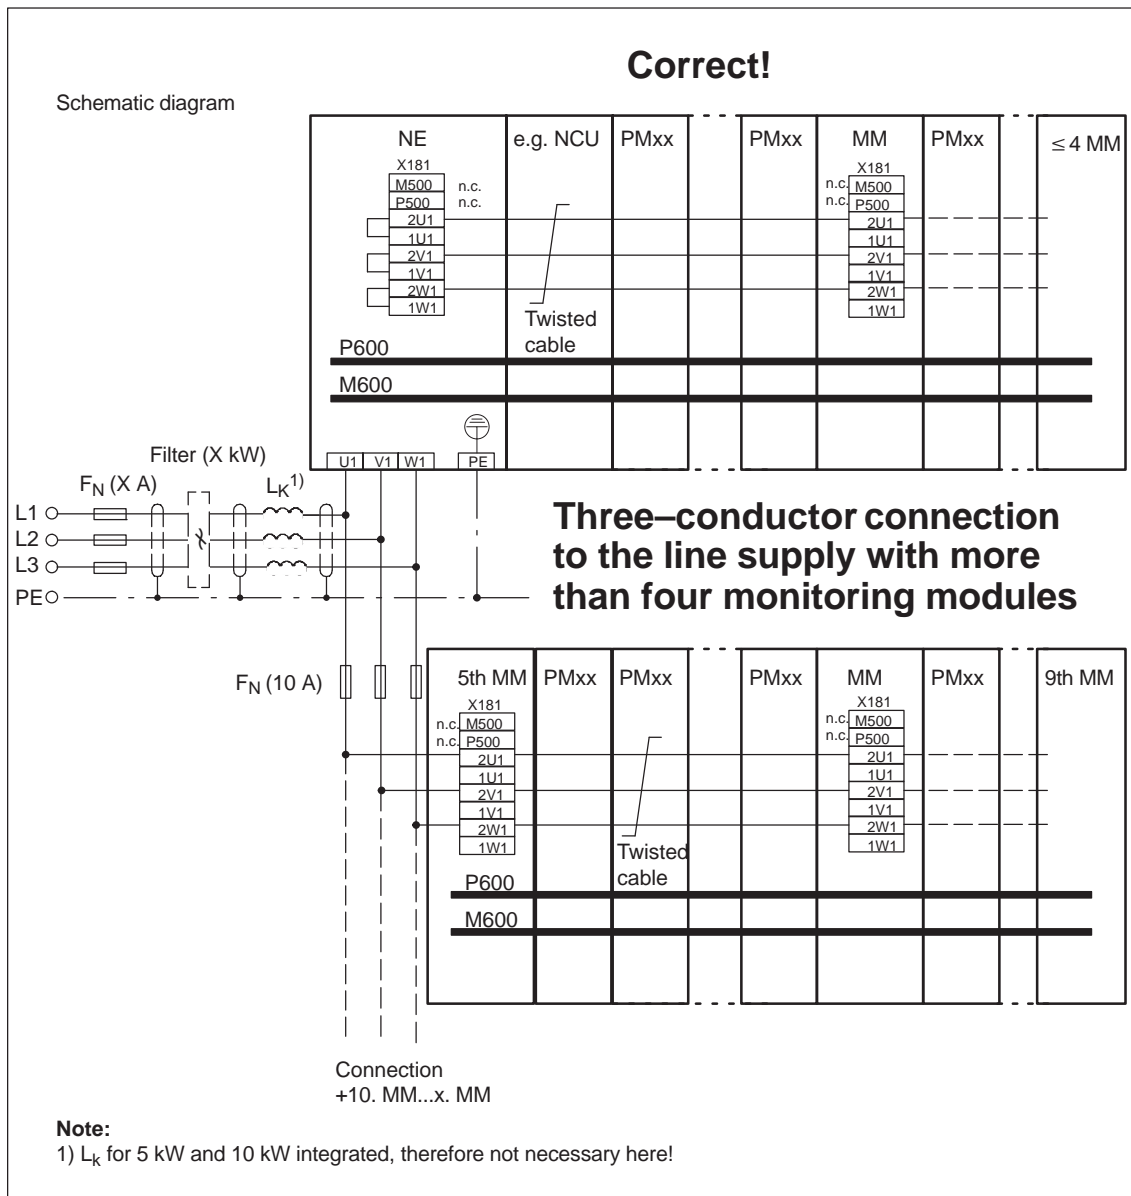 Correct!
Schematic diagram
NE
e.g. NCU
PMxx
PMxx
MM
PMxx
≤ 4 MM
X181
M500
n.c.
P500
n.c.
2U1
1U1
2V1
1V1
2W1
1W1
X181
n.c.
M500
n.c.
P500
2U1
1U1
2V1
1V1
2W1
1W1
Twisted
cable
P600
M600
U1
V1
W1
PE
Filter (X kW)
FN (X A)
LK1)
L1
L2
L3
PE
Three–conductor connection
to the line supply with more
than four monitoring modules
FN (10 A)
5th MM
PMxx
PMxx
PMxx
MM
PMxx
9th MM
X181
n.c.
M500
n.c.
P500
2U1
1U1
2V1
1V1
2W1
1W1
X181
n.c.
M500
n.c.
P500
2U1
1U1
2V1
1V1
2W1
1W1
Twisted
cable
P600
M600
Connection
+10. MM...x. MM
Note:
1) Lk for 5 kW and 10 kW integrated, therefore not necessary here!